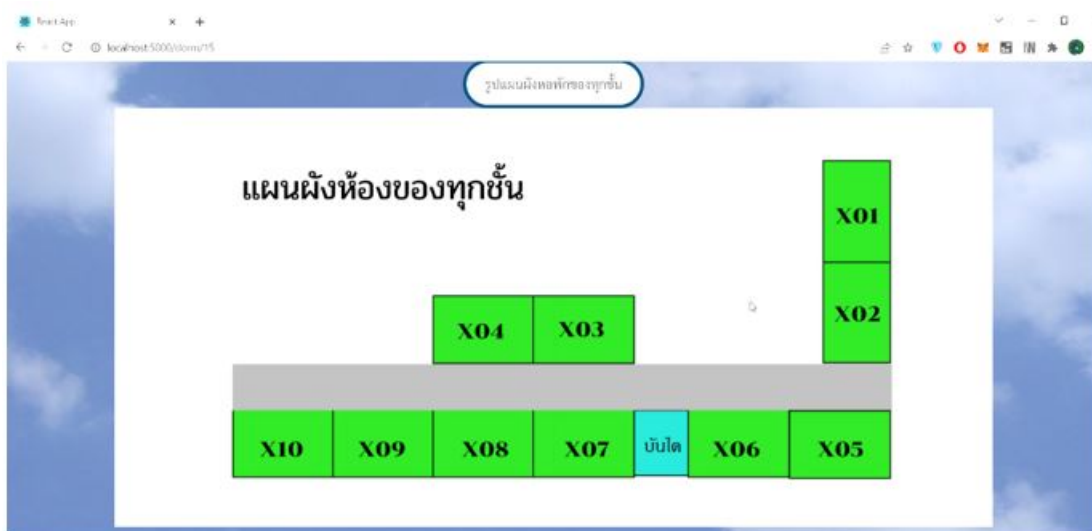 React App
localhost:5000/dorm/15
รูปแผนผังหอพักของทุกชั้น
แผนผังห้องของทุกชั้น
X01
X02
X04 X03
X10 X09 X08 X07 บันได X06 X05